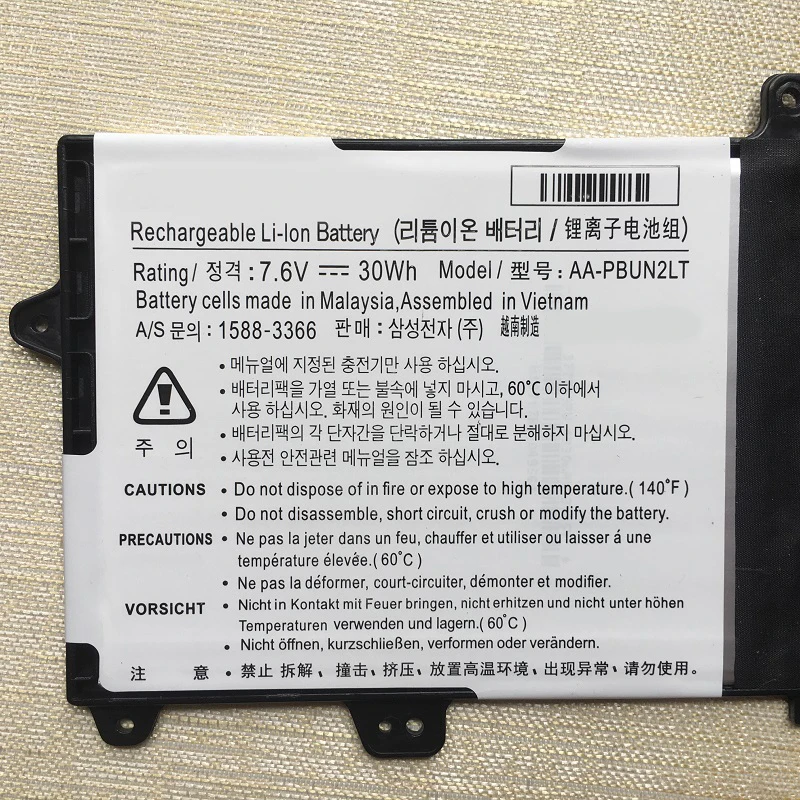 Rechargeable Li-Ion Battery (리튬이온 배터리 / 锂离子电池组)
Rating/ 정격 : 7.6V ⎓ 30Wh Model / 型号 : AA-PBUN2LT
Battery cells made in Malaysia,Assembled in Vietnam
A/S 문의 : 1588-3366 판매 : 삼성전자 (주) 越南制造
• 메뉴얼에 지정된 충전기만 사용 하십시오.
• 배터리팩을 가열 또는 불속에 넣지 마시고, 60°C 이하에서
사용 하십시오. 화재의 원인이 될 수 있습니다.
• 배터리팩의 각 단자간을 단락하거나 절대로 분해하지 마십시오.
주 의 • 사용전 안전관련 메뉴얼을 참조 하십시오.
CAUTIONS • Do not dispose of in fire or expose to high temperature.( 140°F )
• Do not disassemble, short circuit, crush or modify the battery.
PRECAUTIONS • Ne pas la jeter dans un feu, chauffer et utiliser ou laisser á une
température élevée.( 60°C )
• Ne pas la déformer, court-circuiter, démonter et modifier.
VORSICHT • Nicht in Kontakt mit Feuer bringen, nicht erhitzen und nicht unter höhen
Temperaturen verwenden und lagern.( 60°C )
• Nicht öffnen, kurzschließen, verformen oder verändern.
注 意 • 禁止 拆解、撞击、挤压、放置高温环境、出现异常、请勿使用。